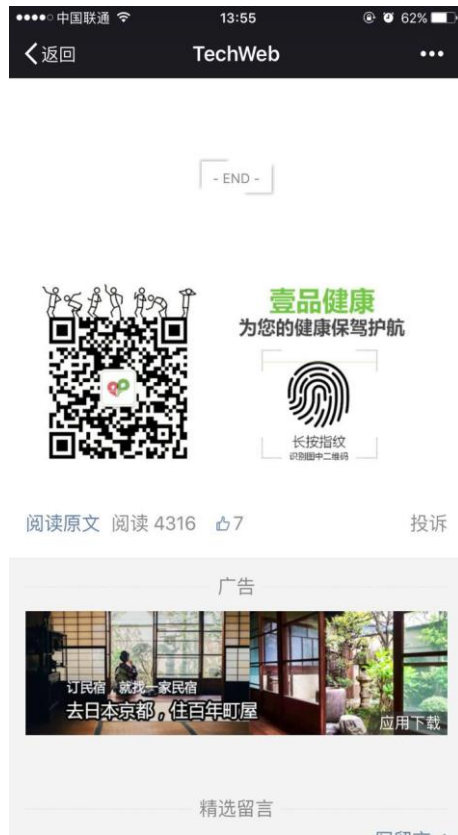 中国联通 13:55 62%
返回 TechWeb
- END -
壹品健康
为您的健康保驾护航
长按指纹
识别图中二维码
阅读原文 阅读 4316 7 投诉
广告
订民宿，就找一家民宿
去日本京都，住百年町屋
应用下载
精选留言